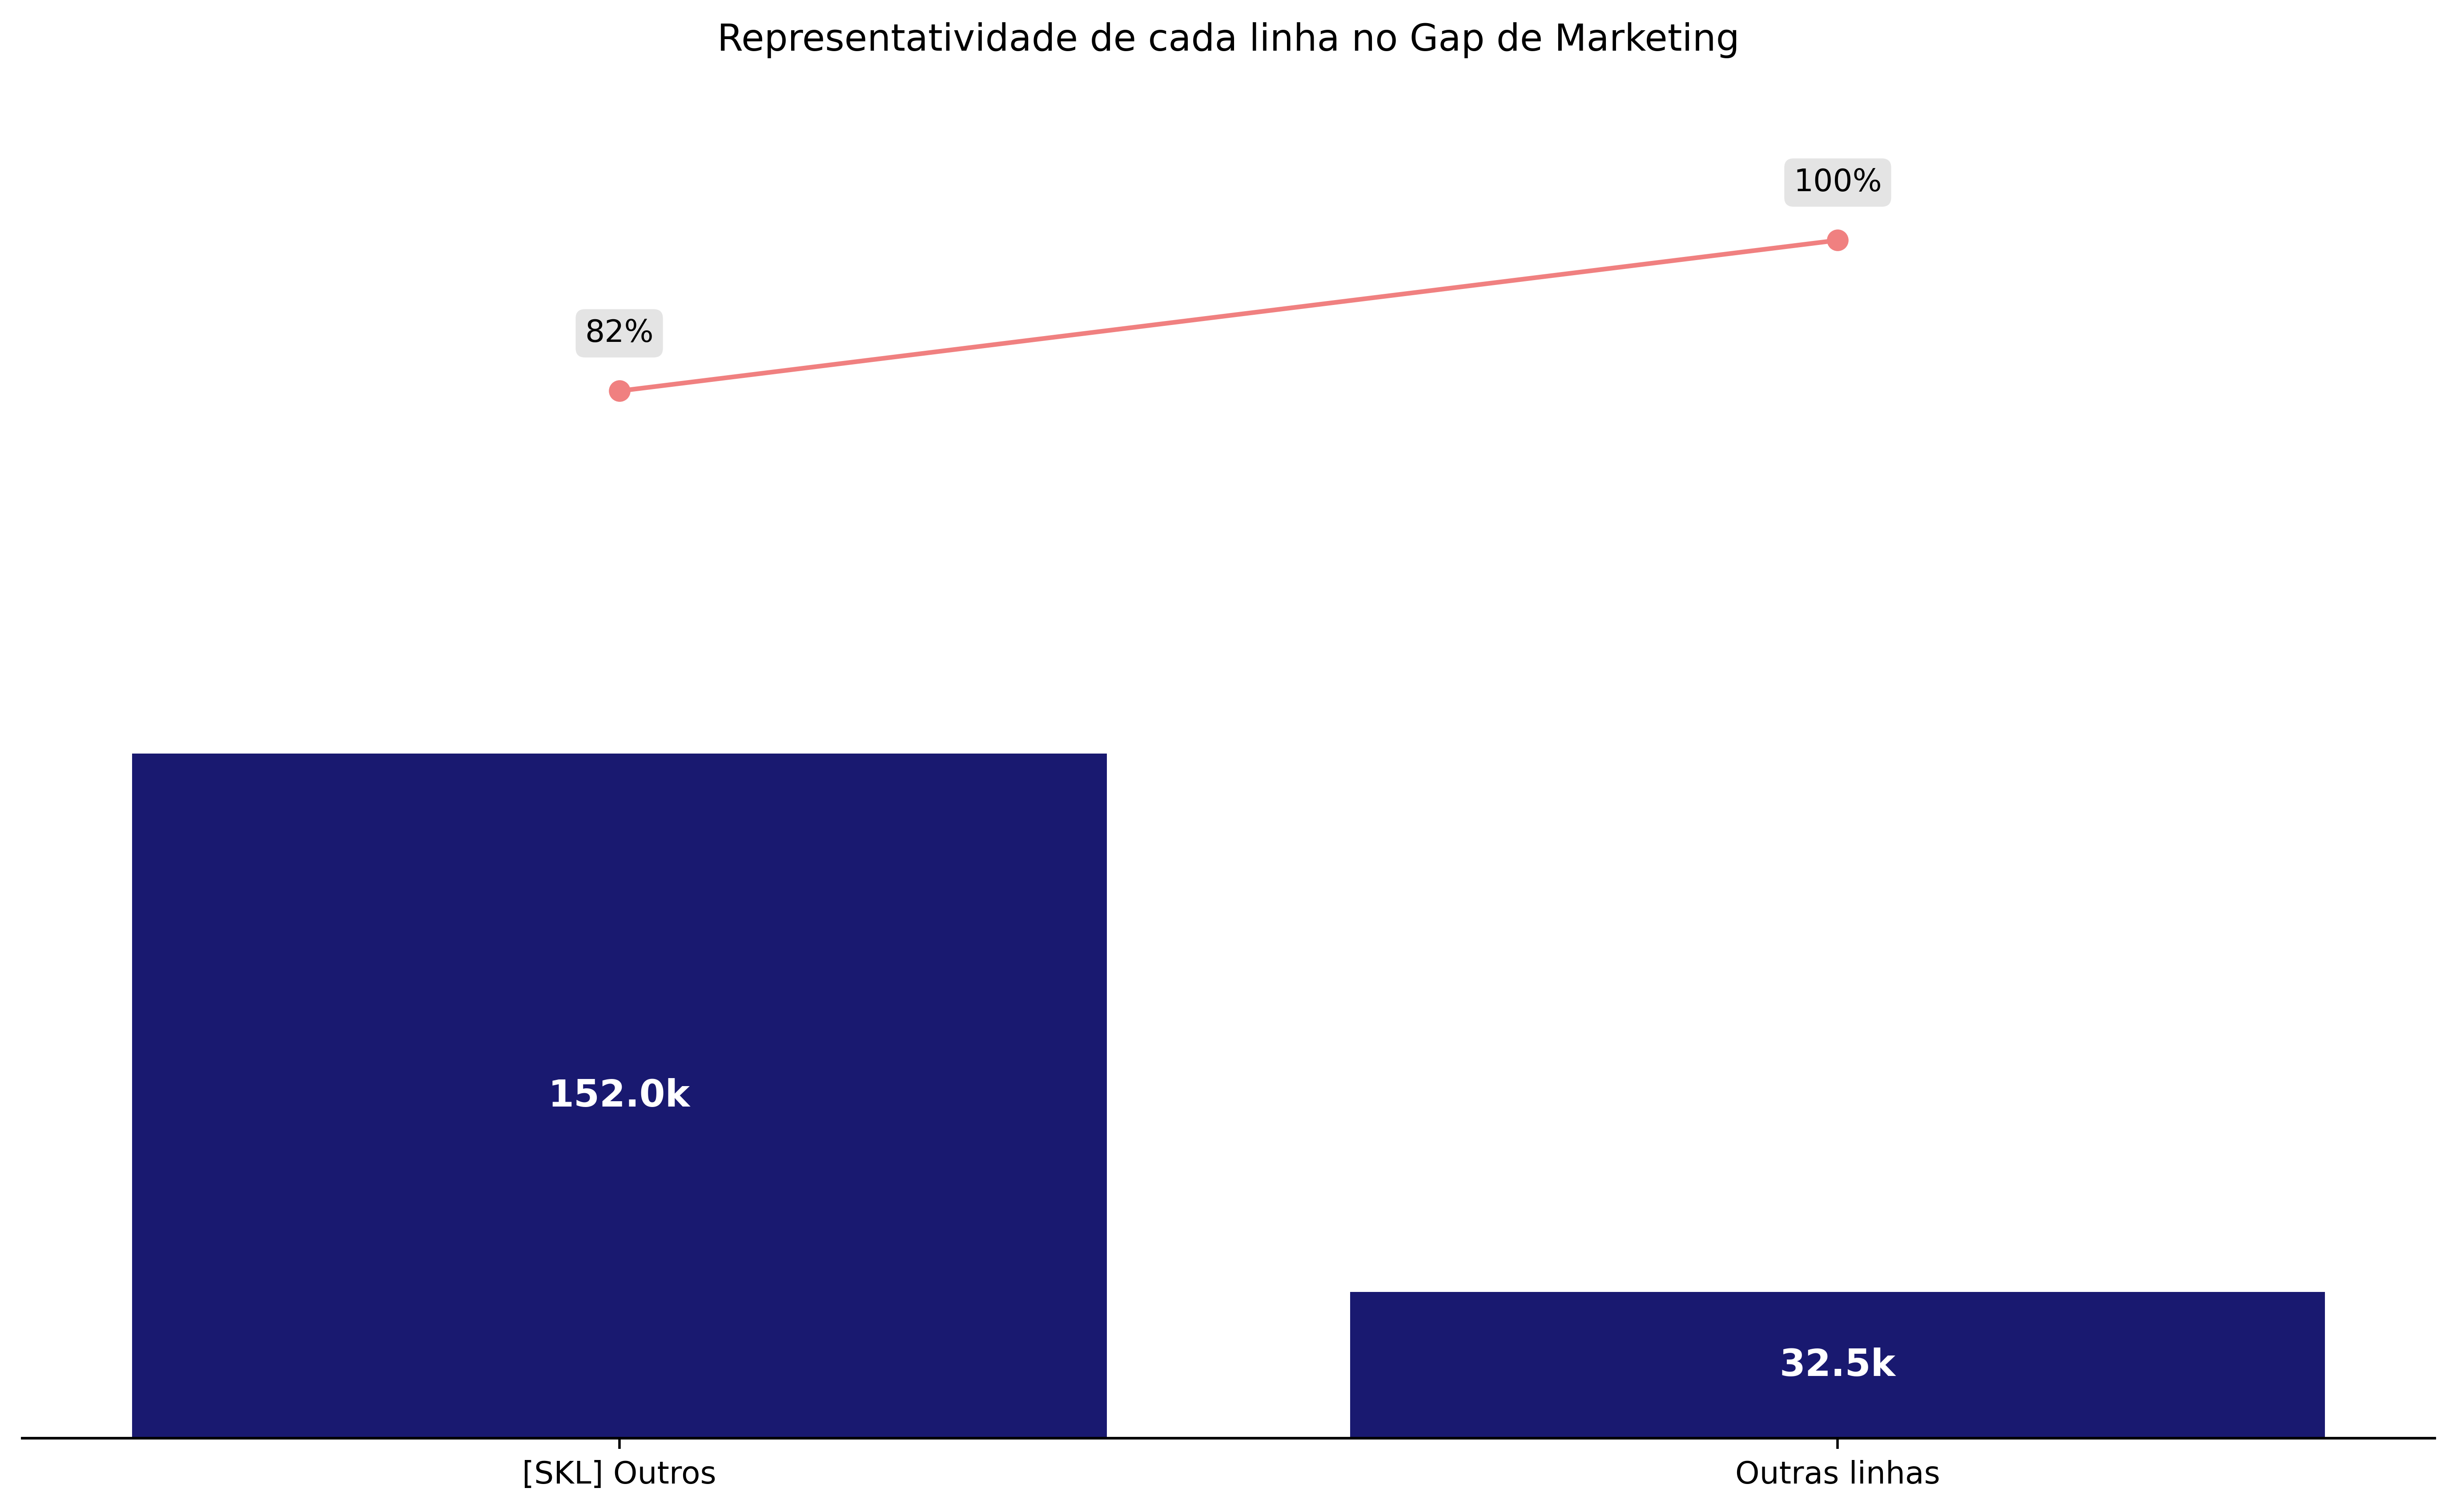 Representatividade de cada linha no Gap de Marketing
100%
82%
152.0k
32.5k
[SKL] Outros
Outras linhas